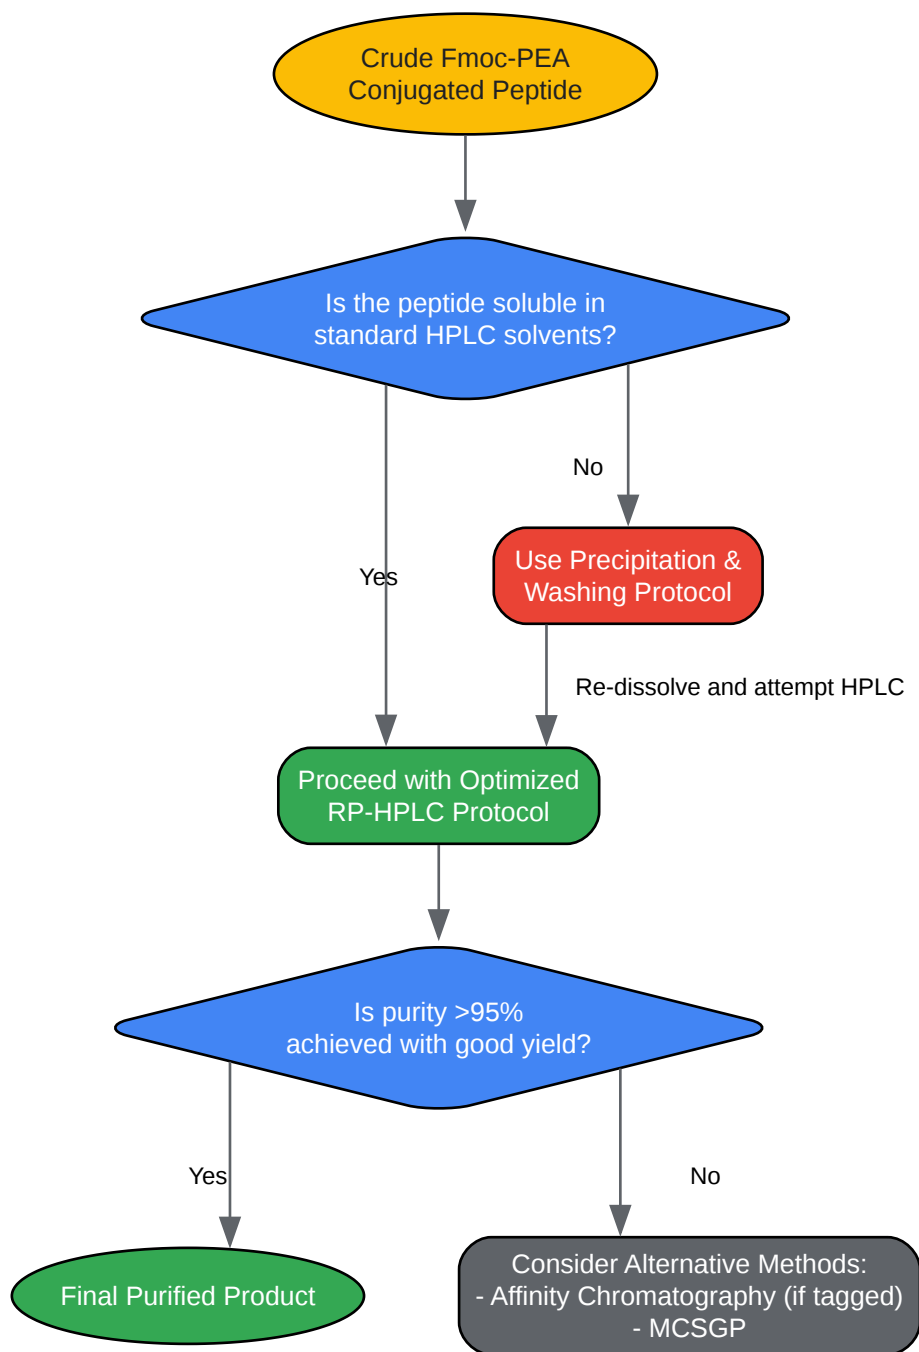 Crude Fmoc-PEA
Conjugated Peptide
Is the peptide soluble in
standard HPLC solvents?
No
Use Precipitation &
Washing Protocol
Yes
Re-dissolve and attempt HPLC
Proceed with Optimized
RP-HPLC Protocol
Is purity >95%
achieved with good yield?
Yes
No
Final Purified Product
Consider Alternative Methods:
- Affinity Chromatography (if tagged)
- MCSGP